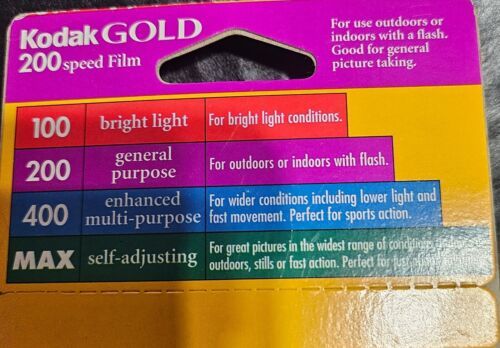 Kodak GOLD
200 speed Film
For use outdoors or
indoors with a flash.
Good for general
picture taking.
100 bright light For bright light conditions.
200 general purpose For outdoors or indoors with flash.
400 enhanced multi-purpose For wider conditions including lower light and
fast movement. Perfect for sports action.
MAX self-adjusting For great pictures in the widest range of conditions
outdoors, stills or fast action. Perfect for just